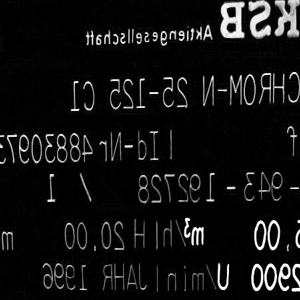 KSB Aktiengesellschaft
CHROM-N 25-125 C1
f | Id-Nr 48830973
- 943 - 192728 / 1
,00 m³/h | H 20,00 m
2900 U/min | JAHR 1996